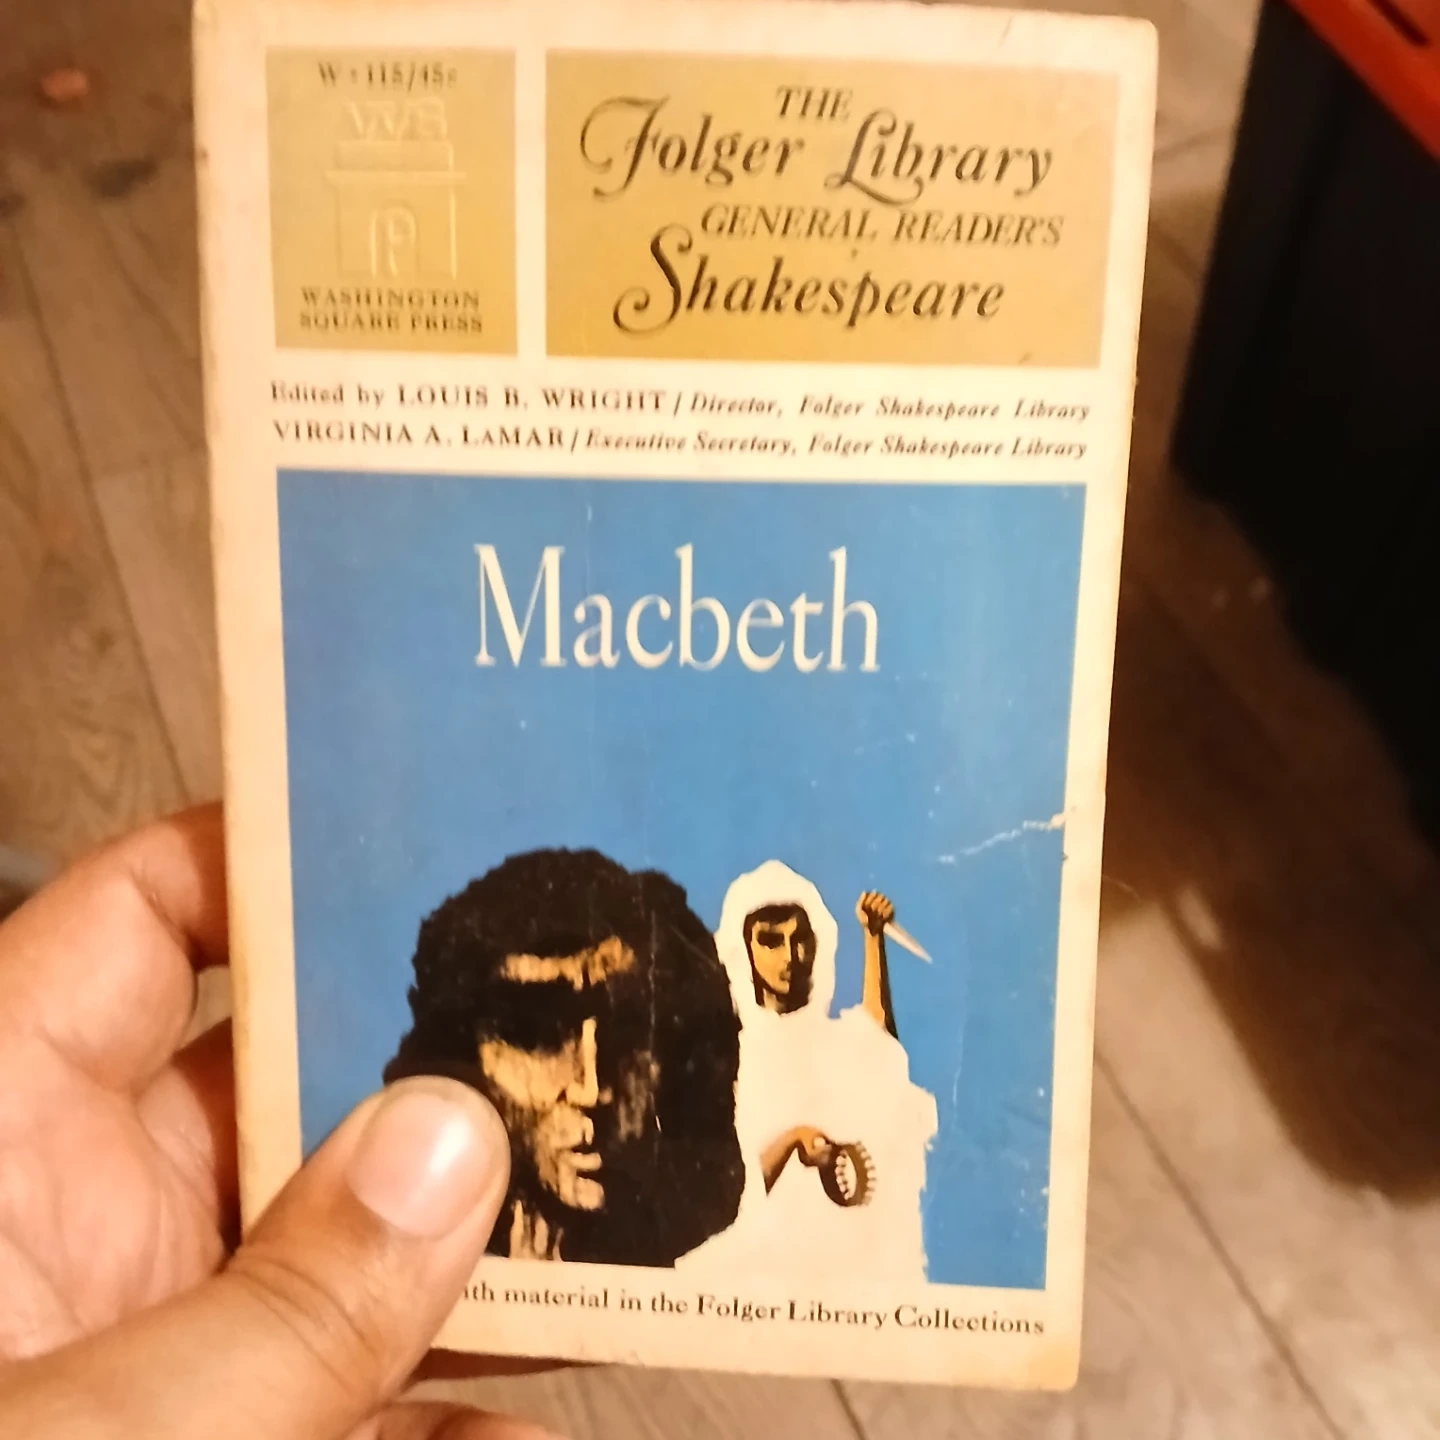 W • 115/45c
WS
WASHINGTON
SQUARE PRESS
THE
Folger Library
GENERAL READER'S
Shakespeare
Edited by LOUIS B. WRIGHT / Director, Folger Shakespeare Library
VIRGINIA A. LaMAR / Executive Secretary, Folger Shakespeare Library
Macbeth
material in the Folger Library Collections